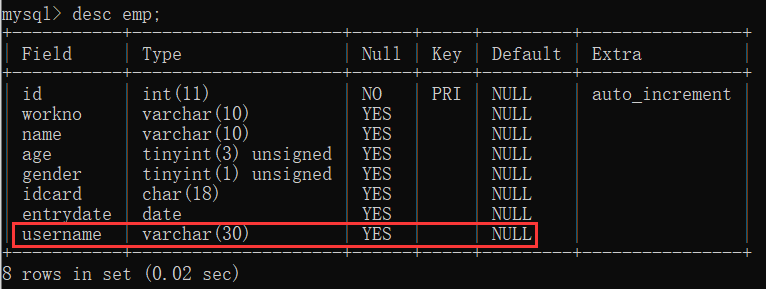 mysql> desc emp;
+-----------+---------------------+------+-----+---------+----------------+
| Field     | Type                | Null | Key | Default | Extra          |
+-----------+---------------------+------+-----+---------+----------------+
| id        | int(11)             | NO   | PRI | NULL    | auto_increment |
| workno    | varchar(10)         | YES  |     | NULL    |                |
| name      | varchar(10)         | YES  |     | NULL    |                |
| age       | tinyint(3) unsigned | YES  |     | NULL    |                |
| gender    | tinyint(1) unsigned | YES  |     | NULL    |                |
| idcard    | char(18)            | YES  |     | NULL    |                |
| entrydate | date                | YES  |     | NULL    |                |
| username  | varchar(30)         | YES  |     | NULL    |                |
+-----------+---------------------+------+-----+---------+----------------+
8 rows in set (0.02 sec)